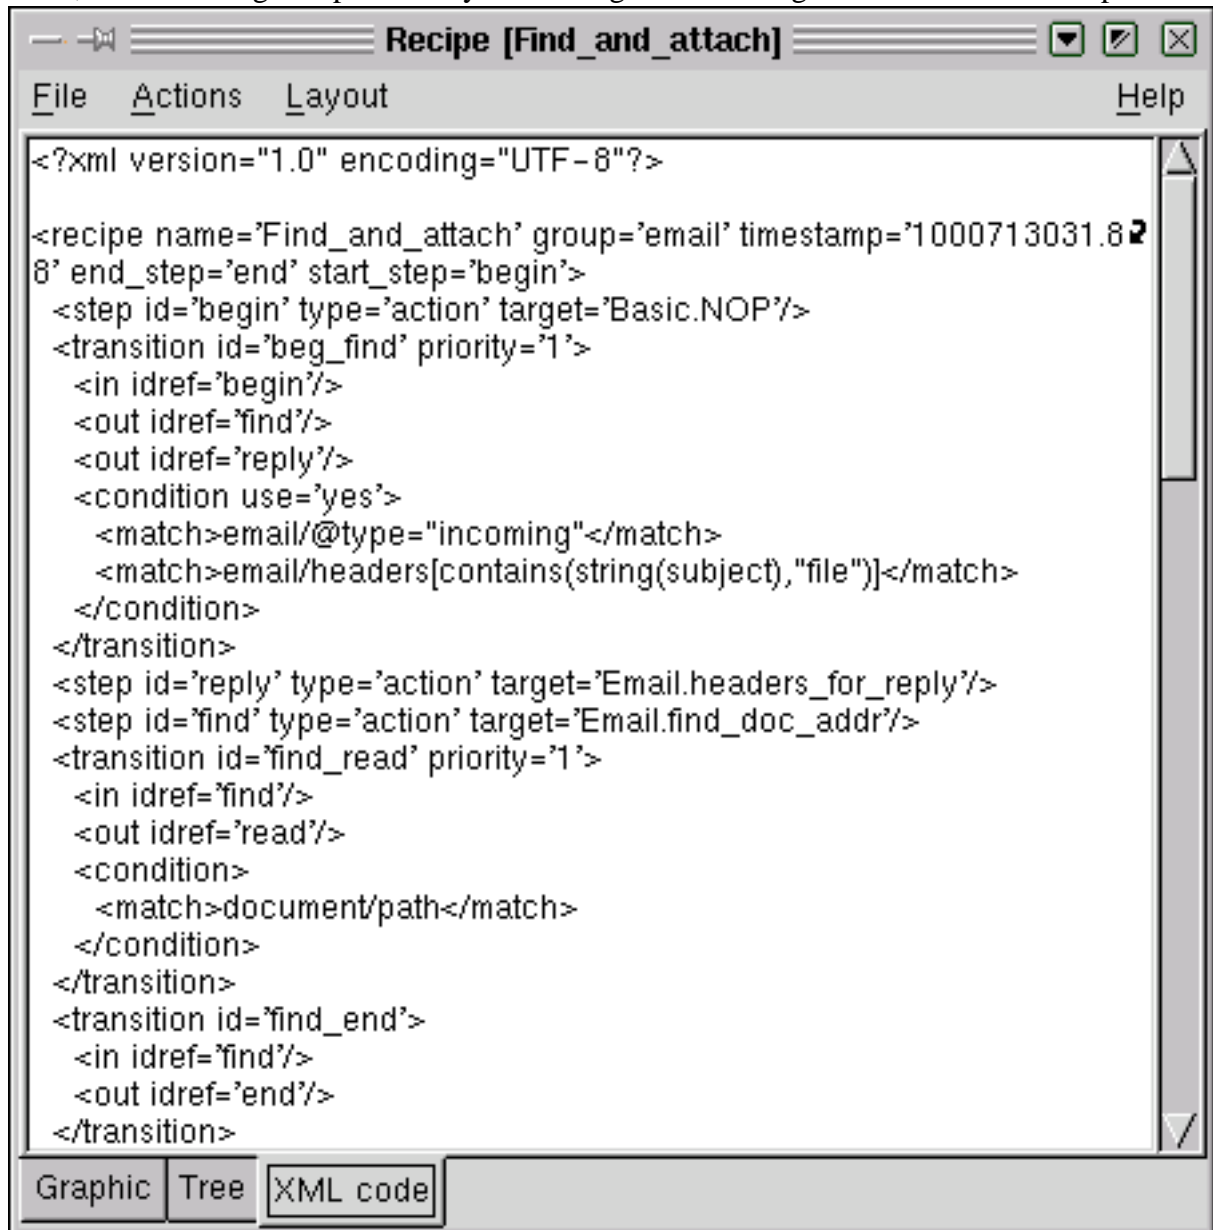 Recipe [Find_and_attach]
File Actions Layout Help
<?xml version="1.0" encoding="UTF-8"?>
<recipe name='Find_and_attach' group='email' timestamp='1000713031.8
8' end_step='end' start_step='begin'>
<step id='begin' type='action' target='Basic.NOP'/>
<transition id='beg_find' priority='1'>
<in idref='begin'/>
<out idref='find'/>
<out idref='reply'/>
<condition use='yes'>
<match>email/@type="incoming"</match>
<match>email/headers[contains(string(subject),"file")]</match>
</condition>
</transition>
<step id='reply' type='action' target='Email.headers_for_reply'/>
<step id='find' type='action' target='Email.find_doc_addr'/>
<transition id='find_read' priority='1'>
<in idref='find'/>
<out idref='read'/>
<condition>
<match>document/path</match>
</condition>
</transition>
<transition id='find_end'>
<in idref='find'/>
<out idref='end'/>
</transition>
Graphic Tree XML code